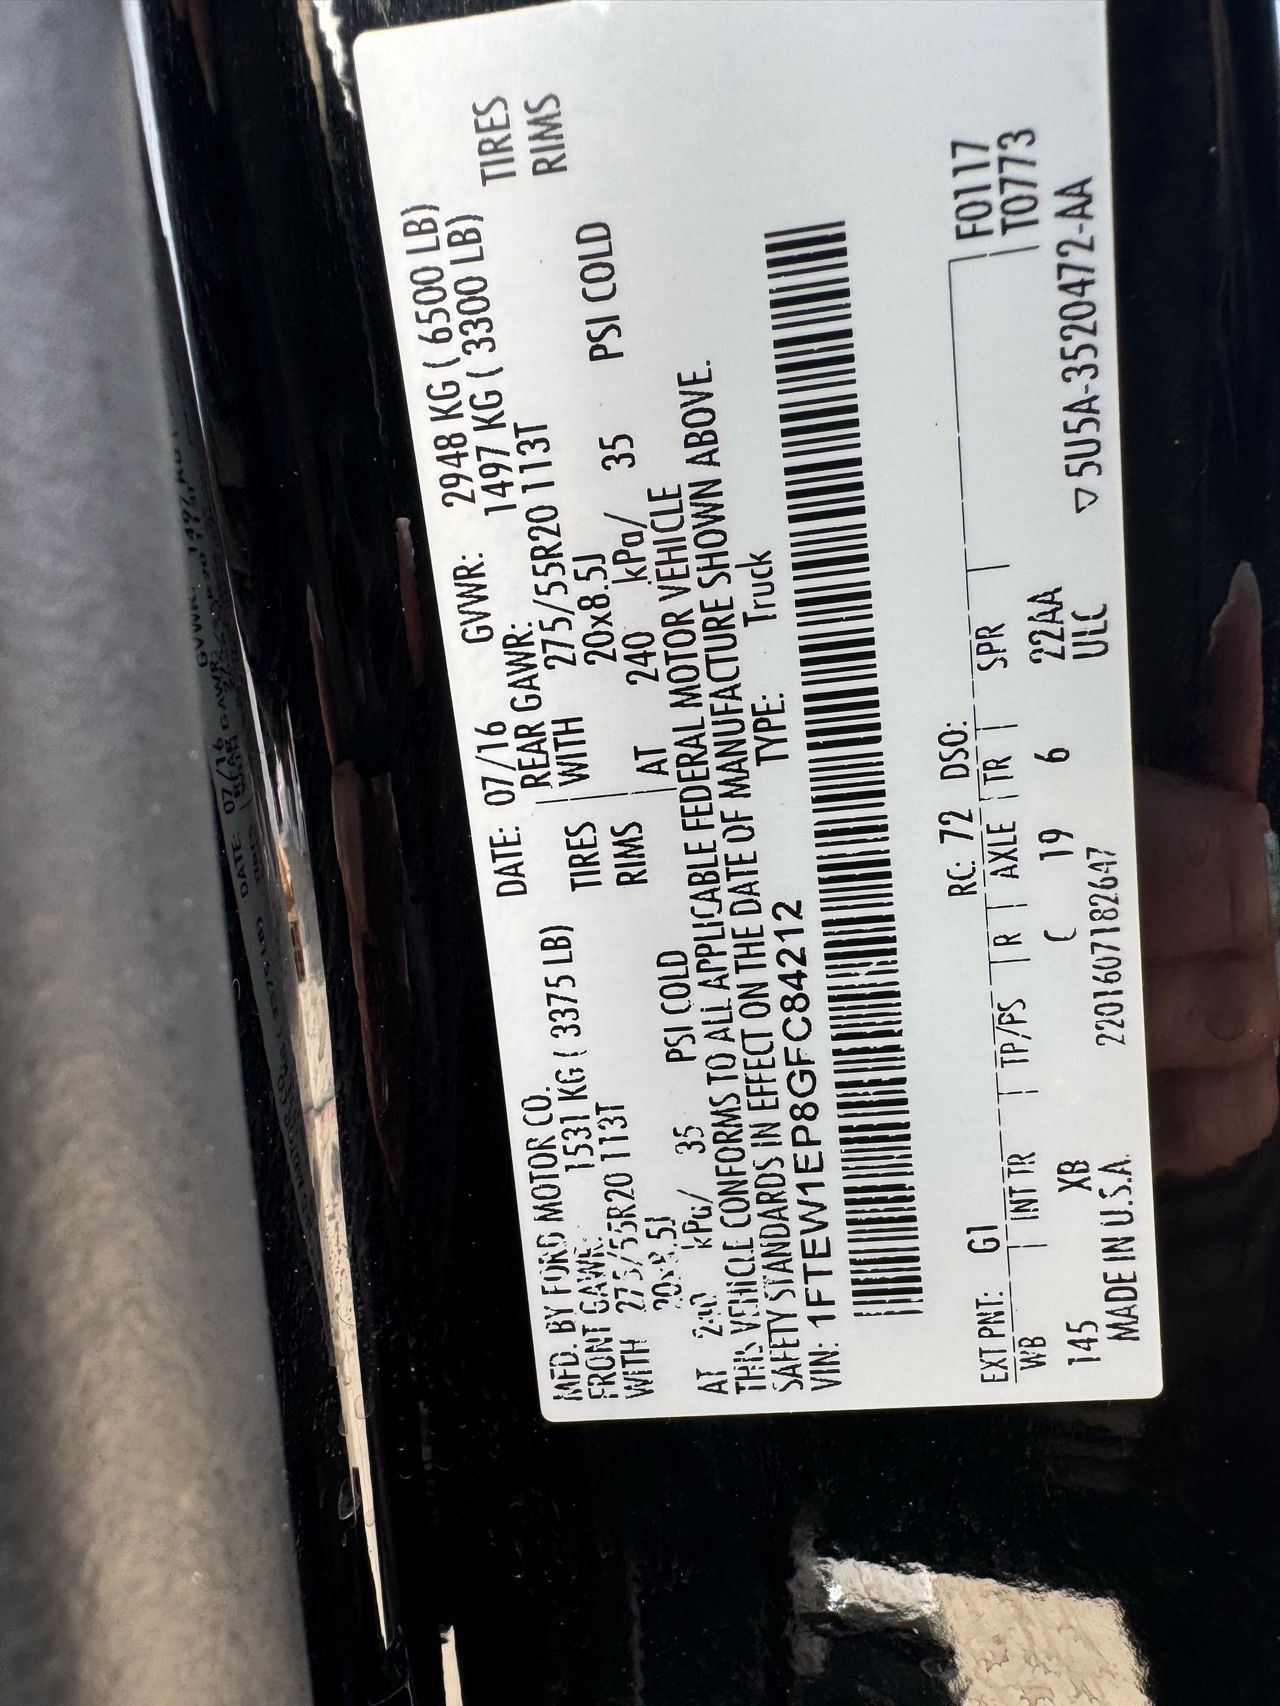 MFD. BY FORD MOTOR CO. DATE: 07/16 GVWR: 2948 KG ( 6500 LB)
FRONT GAWR: 1531 KG ( 3375 LB) REAR GAWR: 1497 KG ( 3300 LB)
WITH 275/55R20 113T TIRES WITH 275/55R20 113T TIRES
20x8.5J RIMS 20x8.5J RIMS
AT 240 kPa/ 35 PSI COLD AT 240 kPa/ 35 PSI COLD
THIS VEHICLE CONFORMS TO ALL APPLICABLE FEDERAL MOTOR VEHICLE
SAFETY STANDARDS IN EFFECT ON THE DATE OF MANUFACTURE SHOWN ABOVE.
VIN: 1FTEW1EP8GFC84212 TYPE: Truck
EXT PNT: G1 RC: 72 DSO: F0117
WB INT TR TP/PS R AXLE TR SPR T0773
145 XB C 19 6 22AA
ULC
MADE IN U.S.A. 2201607182647 ▽5U5A-3520472-AA